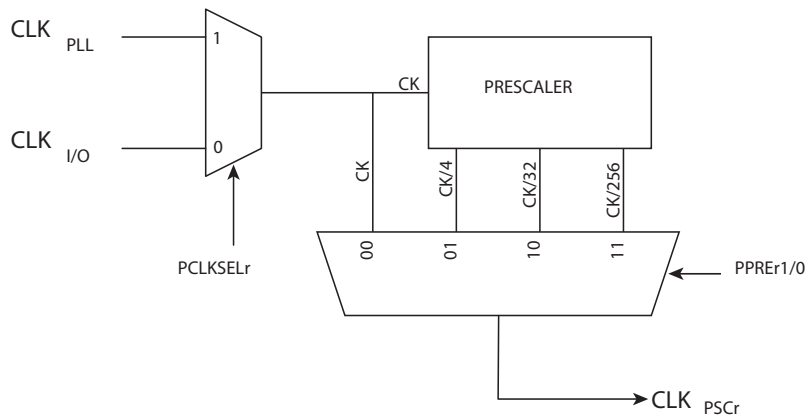 CLK PLL
1
CK
PRESCALER
CLK I/O
0
CK
CK/4
CK/32
CK/256
00
01
10
11
PCLKSELr
PPREr1/0
CLK PSCr